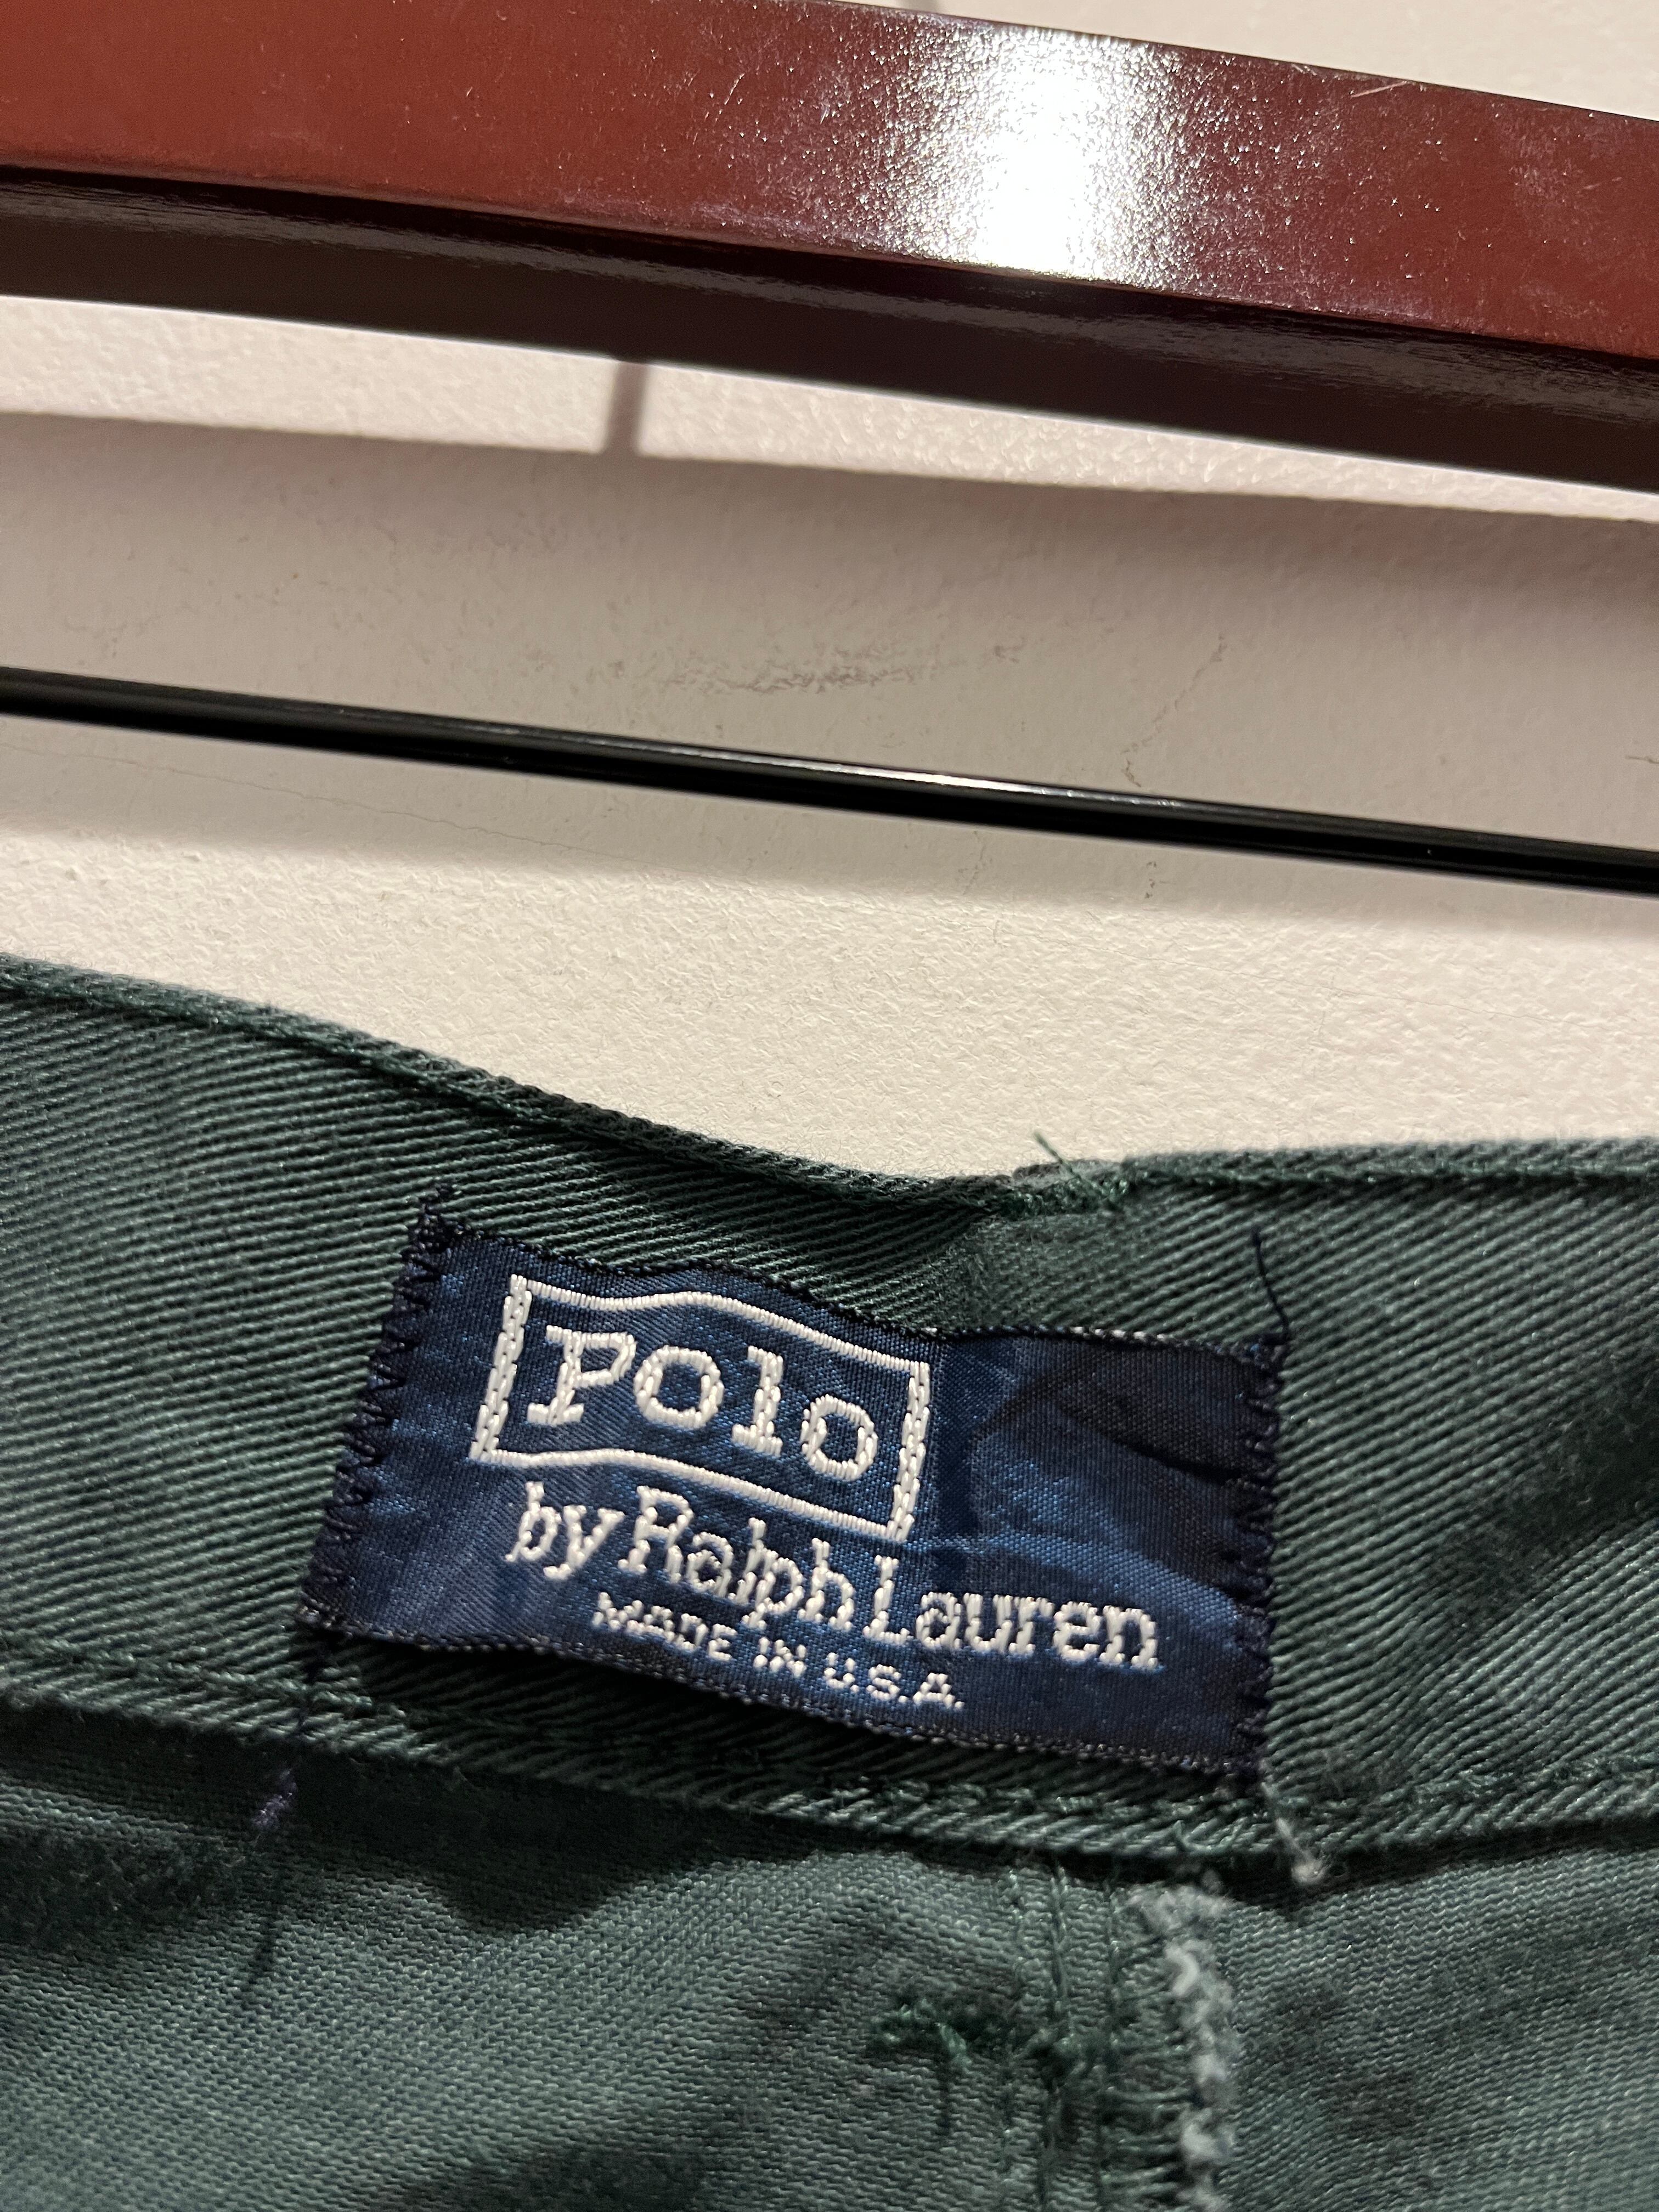 Polo
by Ralph Lauren
MADE IN U.S.A.